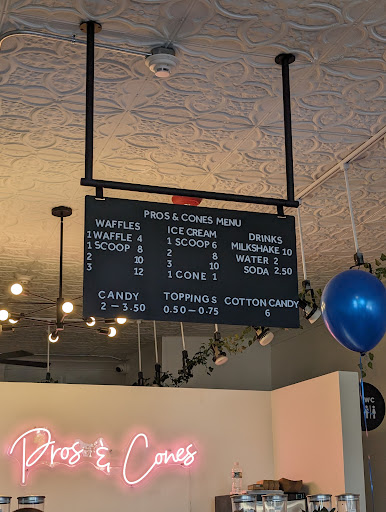 PROS & CONES MENU
WAFFLES
1 WAFFLE 4
1 SCOOP 8
2 10
3 12
ICE CREAM
1 SCOOP 6
2 8
3 10
1 CONE 1
DRINKS
MILKSHAKE 10
WATER 2
SODA 2.50
CANDY
2 — 3.50
TOPPINGS
0.50 — 0.75
COTTON CANDY
6
WC
Pros & Cones